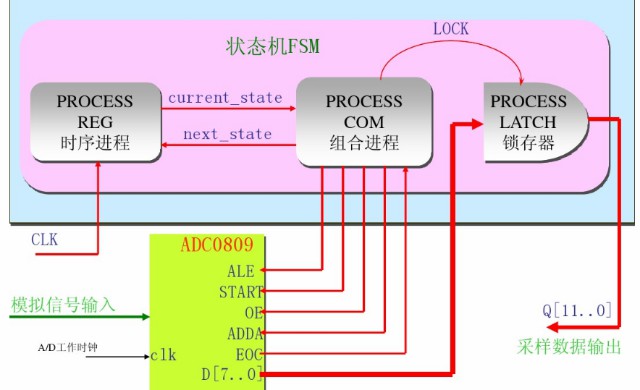 状态机FSM
LOCK
PROCESS
REG
时序进程
current_state
next_state
PROCESS
COM
组合进程
PROCESS
LATCH
锁存器
CLK
ADC0809
ALE
START
OE
ADDA
EOC
D[7..0]
模拟信号输入
A/D工作时钟
clk
Q[11..0]
采样数据输出